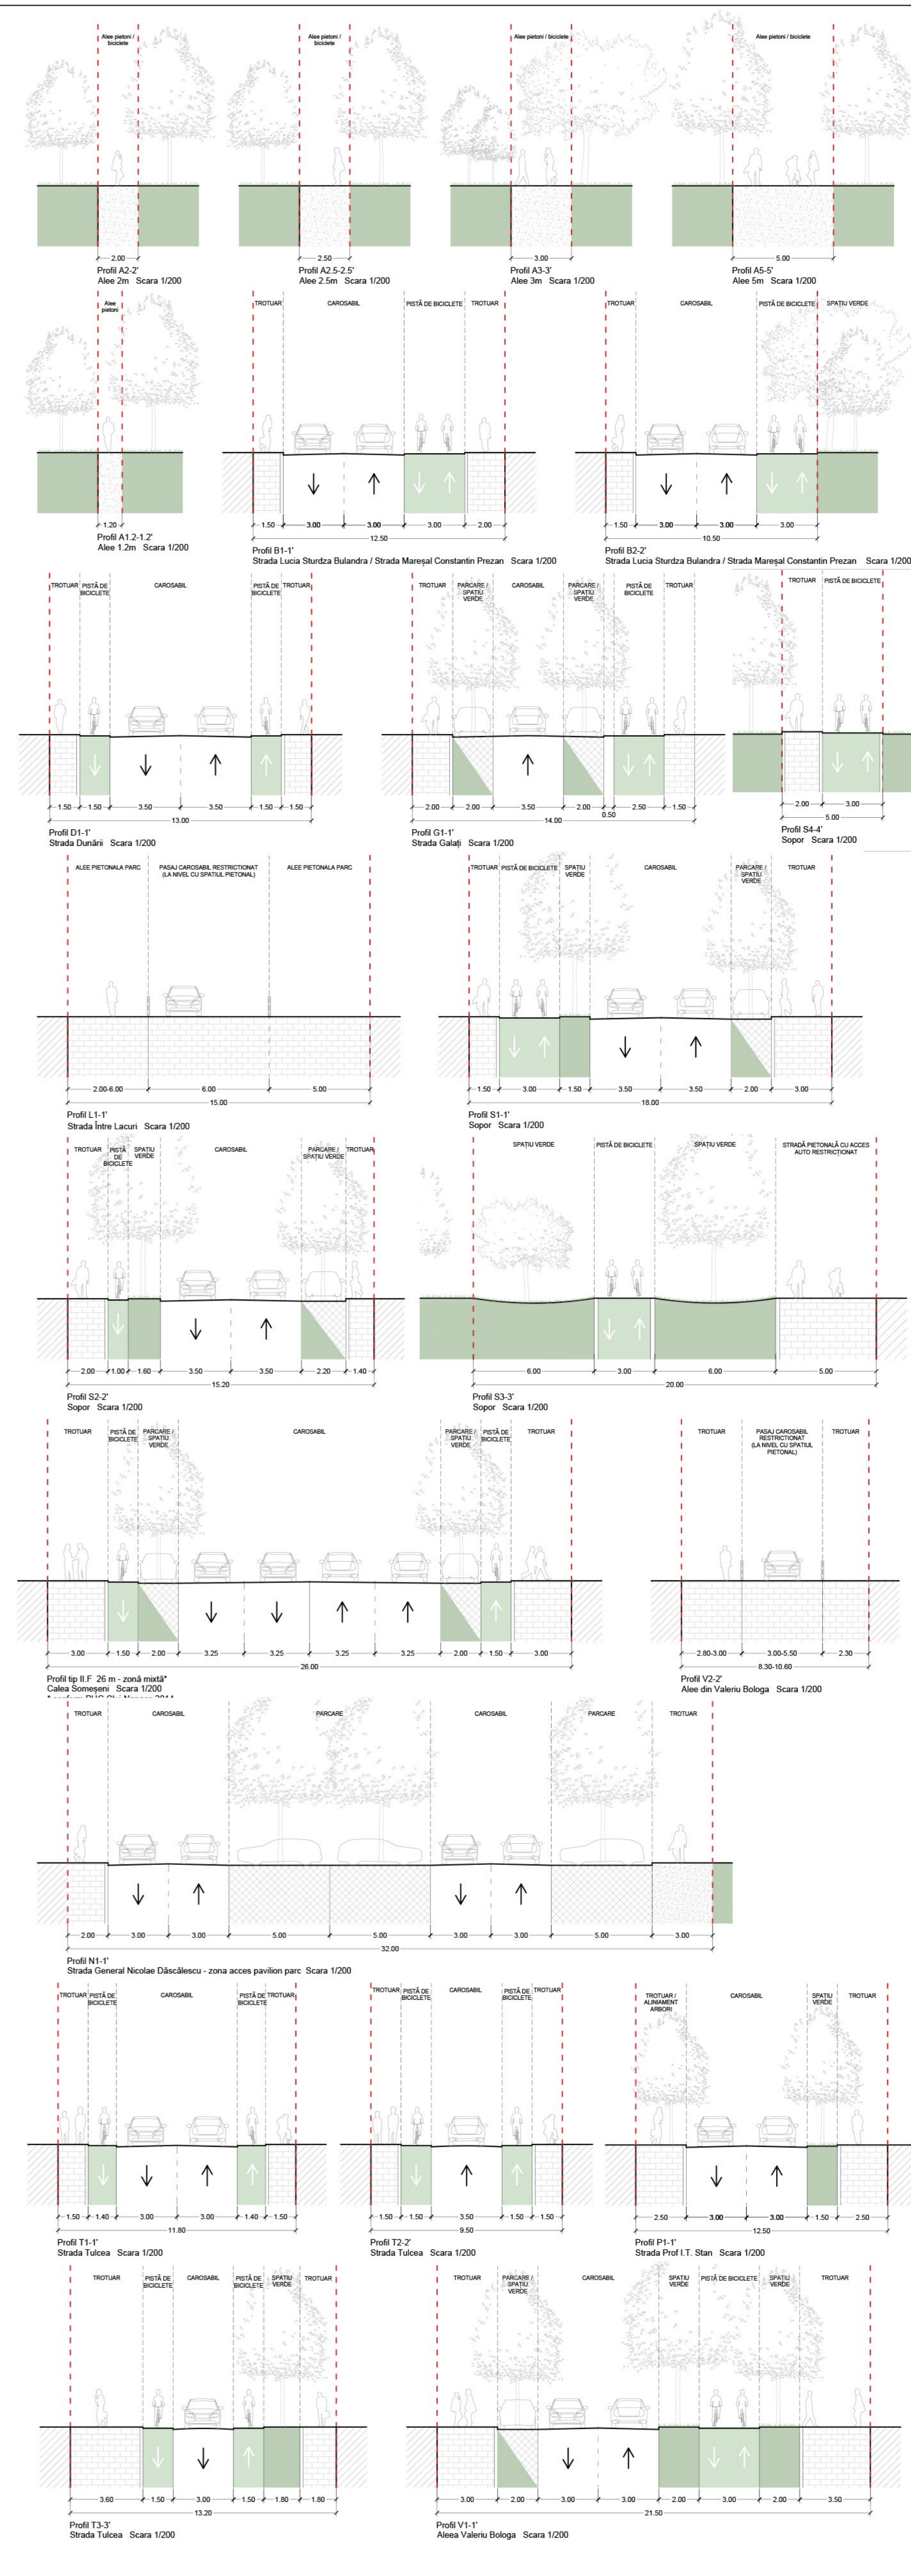 Alee pietoni /
biciclete
2.00
Profil A2-2'
Alee 2m Scara 1/200
Alee pietoni /
biciclete
2.50
Profil A2.5-2.5'
Alee 2.5m Scara 1/200
Alee pietoni / biciclete
3.00
Profil A3-3'
Alee 3m Scara 1/200
Alee pietoni / biciclete
5.00
Profil A5-5'
Alee 5m Scara 1/200
Alee
pietoni
1.20
Profil A1.2-1.2'
Alee 1.2m Scara 1/200
TROTUAR CAROSABIL PISTĂ DE BICICLETE TROTUAR
1.50 3.00 3.00 3.00 2.00
12.50
Profil B1-1'
Strada Lucia Sturdza Bulandra / Strada Mareșal Constantin Prezan Scara 1/200
TROTUAR CAROSABIL PISTĂ DE BICICLETE SPAȚIU VERDE
1.50 3.00 3.00 3.00
10.50
Profil B2-2'
Strada Lucia Sturdza Bulandra / Strada Mareșal Constantin Prezan Scara 1/200
TROTUAR PISTĂ DE CAROSABIL PISTĂ DE TROTUAR
BICICLETE BICICLETE
1.50 1.50 3.50 3.50 1.50 1.50
13.00
Profil D1-1'
Strada Dunării Scara 1/200
TROTUAR PARCARE / CAROSABIL PARCARE / PISTĂ DE TROTUAR
SPAȚIU SPAȚIU BICICLETE
VERDE VERDE
2.00 2.00 3.50 2.00 2.50 1.50
0.50
14.00
Profil G1-1'
Strada Galați Scara 1/200
TROTUAR PISTĂ DE BICICLETE
2.00 3.00
5.00
Profil S4-4'
Sopor Scara 1/200
ALEE PIETONALA PARC PASAJ CAROSABIL RESTRICTIONAT ALEE PIETONALA PARC
(LA NIVEL CU SPATIUL PIETONAL)
2.00-6.00 6.00 5.00
15.00
Profil L1-1'
Strada Între Lacuri Scara 1/200
TROTUAR PISTĂ DE BICICLETE SPAȚIU CAROSABIL PARCARE / TROTUAR
VERDE SPAȚIU
VERDE
1.50 3.00 1.50 3.50 3.50 2.00 3.00
18.00
Profil S1-1'
Sopor Scara 1/200
TROTUAR PISTĂ SPAȚIU CAROSABIL PARCARE / TROTUAR
DE VERDE SPAȚIU VERDE
BICICLETE
2.00 1.00 1.60 3.50 3.50 2.20 1.40
15.20
Profil S2-2'
Sopor Scara 1/200
SPAȚIU VERDE PISTĂ DE BICICLETE SPAȚIU VERDE STRADĂ PIETONALĂ CU ACCES
AUTO RESTRICȚIONAT
6.00 3.00 6.00 5.00
20.00
Profil S3-3'
Sopor Scara 1/200
TROTUAR PISTĂ DE PARCARE / CAROSABIL PARCARE / PISTĂ DE TROTUAR
BICICLETE SPAȚIU SPAȚIU BICICLETE
VERDE VERDE
3.00 1.50 2.00 3.25 3.25 3.25 3.25 2.00 1.50 3.00
26.00
Profil tip II.F 26 m - zonă mixtă*
Calea Someșeni Scara 1/200
TROTUAR PASAJ CAROSABIL TROTUAR
RESTRICTIONAT
(LA NIVEL CU SPATIUL
PIETONAL)
2.80-3.00 3.00-5.50 2.30
8.30-10.60
Profil V2-2'
Alee din Valeriu Bologa Scara 1/200
TROTUAR CAROSABIL PARCARE CAROSABIL PARCARE TROTUAR
2.00 3.00 3.00 5.00 5.00 3.00 3.00 5.00 3.00
32.00
Profil N1-1'
Strada General Nicolae Dăscălescu - zona acces pavilion parc Scara 1/200
TROTUAR PISTĂ DE CAROSABIL PISTĂ DE TROTUAR
BICICLETE BICICLETE
1.50 1.40 3.00 3.00 1.40 1.50
11.80
Profil T1-1'
Strada Tulcea Scara 1/200
TROTUAR PISTĂ DE CAROSABIL PISTĂ DE TROTUAR
BICICLETE BICICLETE
1.50 1.50 3.50 1.50 1.50
9.50
Profil T2-2'
Strada Tulcea Scara 1/200
TROTUAR / CAROSABIL SPAȚIU TROTUAR
ALINIAMENT VERDE
ARBORI
2.50 3.00 3.00 1.50 2.50
12.50
Profil P1-1'
Strada Prof I.T. Stan Scara 1/200
TROTUAR PISTĂ DE CAROSABIL PISTĂ DE SPAȚIU TROTUAR
BICICLETE BICICLETE VERDE
3.60 1.50 3.00 1.50 1.80 1.80
13.20
Profil T3-3'
Strada Tulcea Scara 1/200
TROTUAR PARCARE / CAROSABIL SPAȚIU PISTĂ DE BICICLETE SPAȚIU TROTUAR
SPAȚIU VERDE VERDE
VERDE
3.00 2.00 3.00 3.00 2.00 3.00 2.00 3.50
21.50
Profil V1-1'
Aleea Valeriu Bologa Scara 1/200